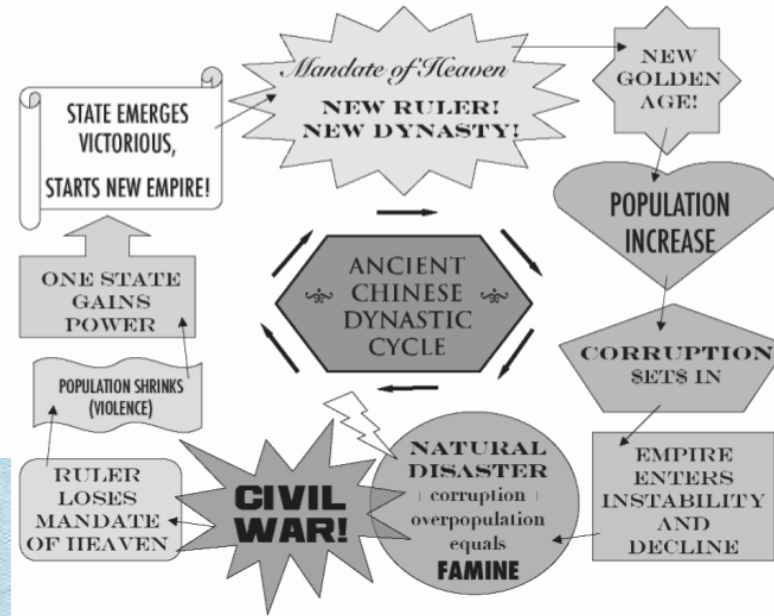 Mandate of Heaven
NEW RULER!
NEW DYNASTY!
NEW
GOLDEN
AGE!
POPULATION
INCREASE
CORRUPTION
$ET$ IN
EMPIRE
ENTERS
INSTABILITY
AND
DECLINE
NATURAL
DISASTER
+ corruption +
overpopulation
equals
FAMINE
CIVIL
WAR!
RULER
LOSES
MANDATE
OF HEAVEN
POPULATION SHRINKS
(VIOLENCE)
ONE STATE
GAINS
POWER
STATE EMERGES
VICTORIOUS,
STARTS NEW EMPIRE!
ANCIENT
CHINESE
DYNASTIC
CYCLE